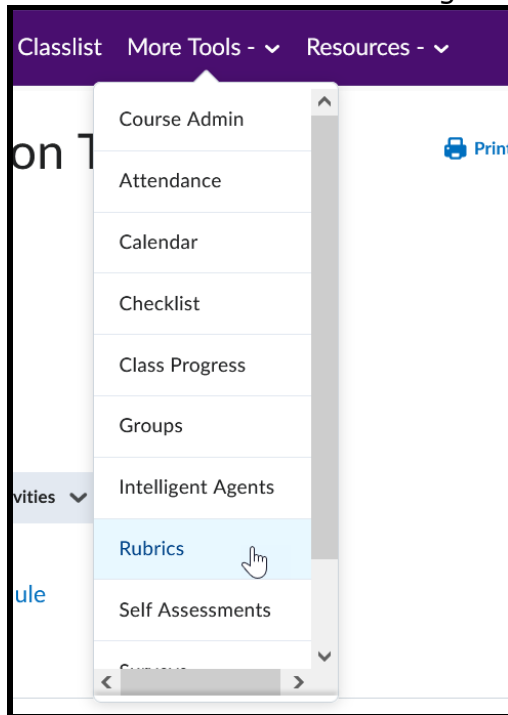 Classlist More Tools - Resources -
Course Admin
on T
Print
Attendance
Calendar
Checklist
Class Progress
Groups
vities
Intelligent Agents
Rubrics
ule
Self Assessments